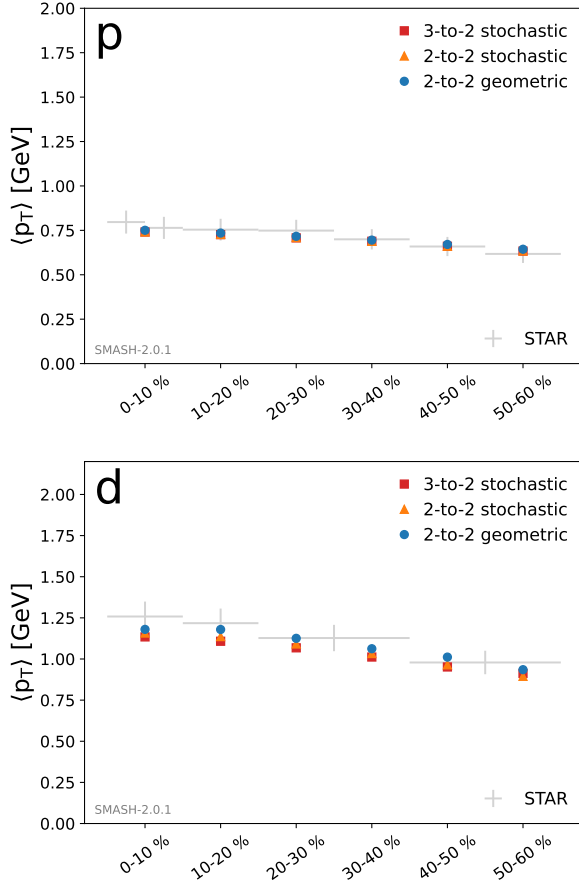 p
3-to-2 stochastic
2-to-2 stochastic
2-to-2 geometric
2.00
1.75
1.50
1.25
1.00
0.75
0.50
0.25
0.00
⟨p_T⟩ [GeV]
SMASH-2.0.1
STAR
0-10 %
10-20 %
20-30 %
30-40 %
40-50 %
50-60 %
d
3-to-2 stochastic
2-to-2 stochastic
2-to-2 geometric
2.00
1.75
1.50
1.25
1.00
0.75
0.50
0.25
0.00
⟨p_T⟩ [GeV]
SMASH-2.0.1
STAR
0-10 %
10-20 %
20-30 %
30-40 %
40-50 %
50-60 %